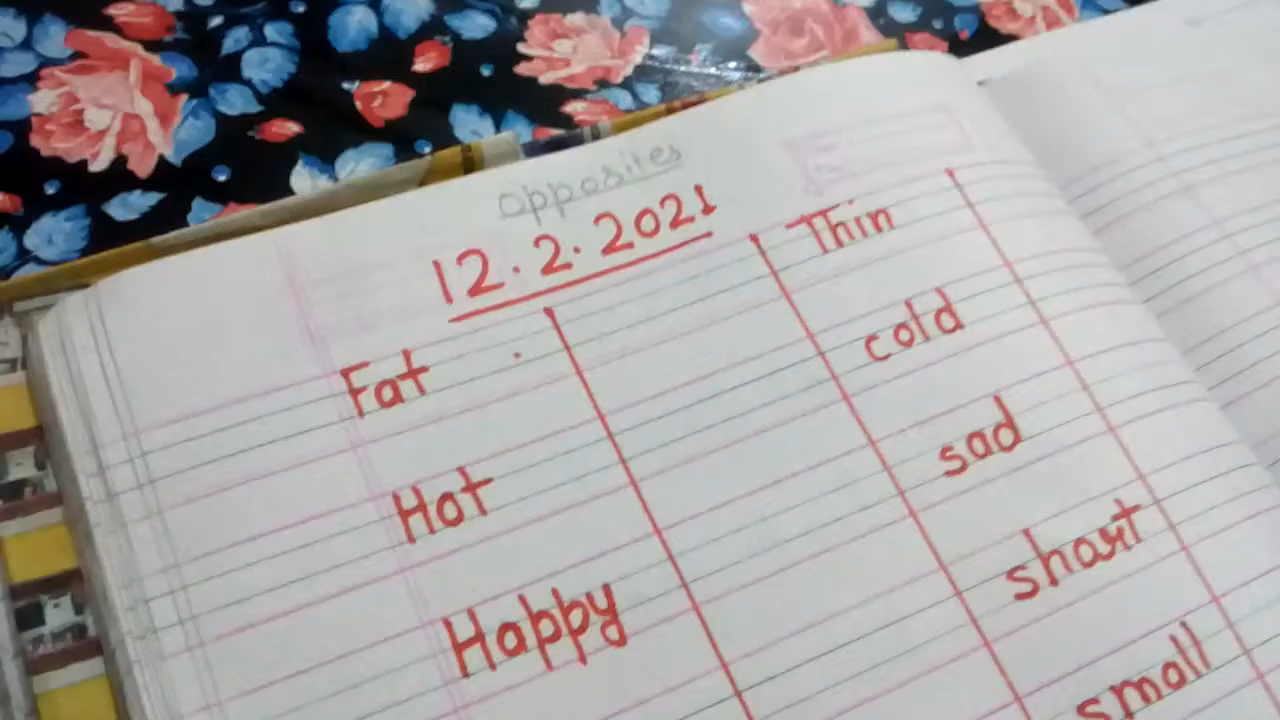 opposites
12.2.2021
Fat Thin
Hot cold
Happy sad
short
small